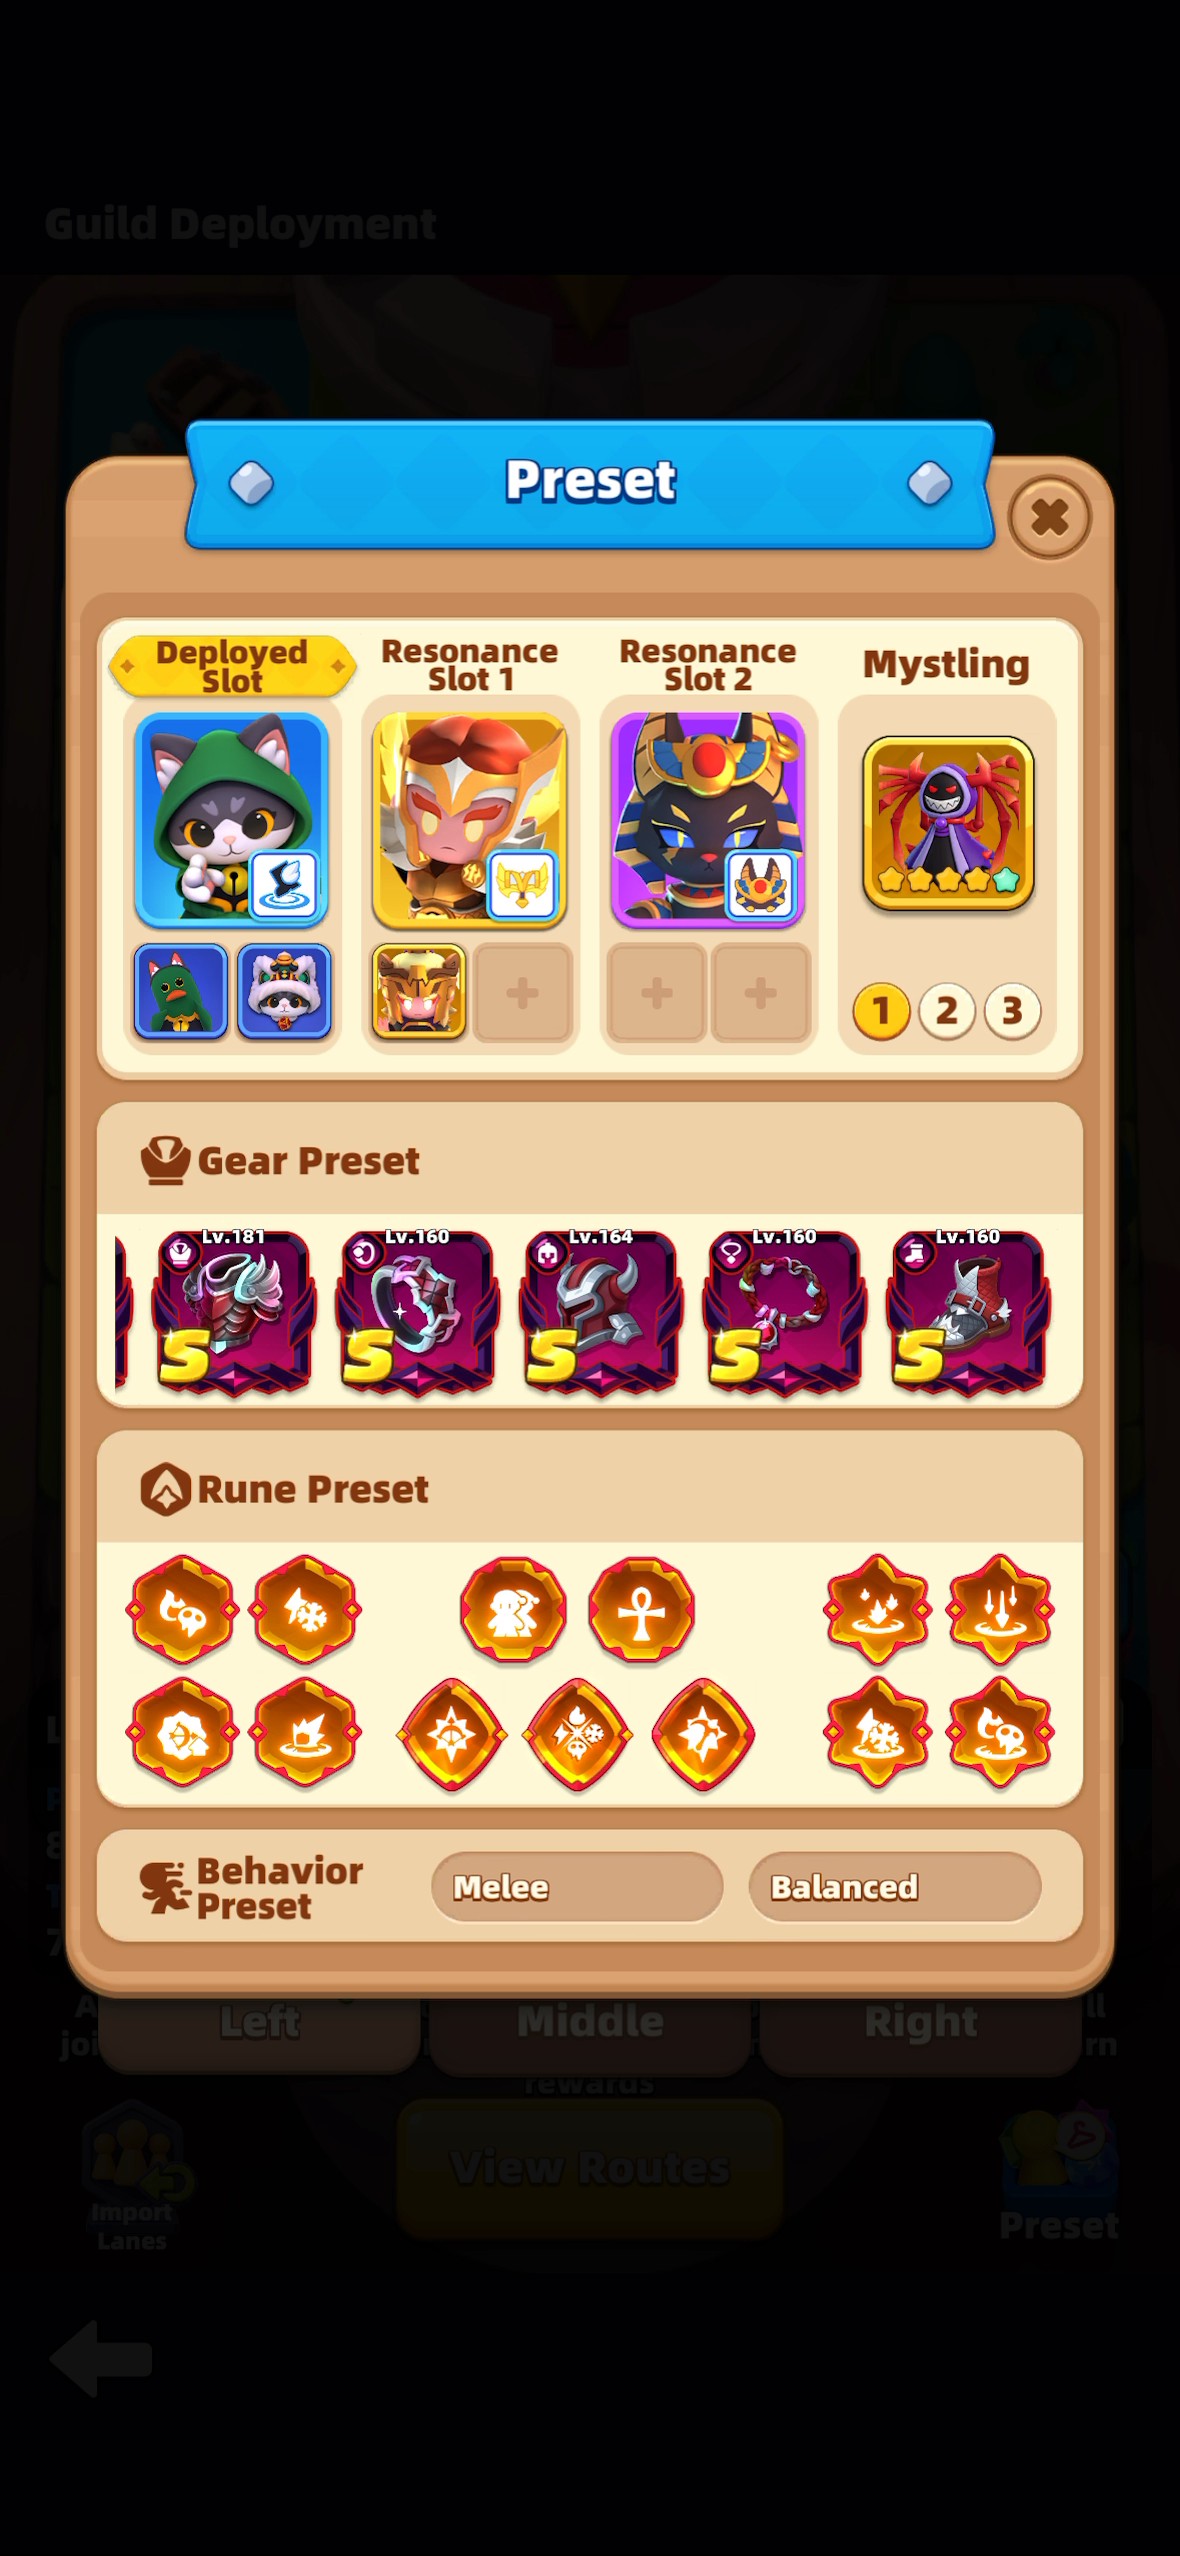 Guild Deployment
Preset
Deployed
Slot
Resonance
Slot 1
Resonance
Slot 2
Mystling
1 2 3
Gear Preset
Lv.181
Lv.160
Lv.164
Lv.160
Lv.160
S S S S S
Rune Preset
Behavior
Preset
Melee
Balanced
Left
Middle
Right
rewards
View Routes
Import
Lanes
Preset